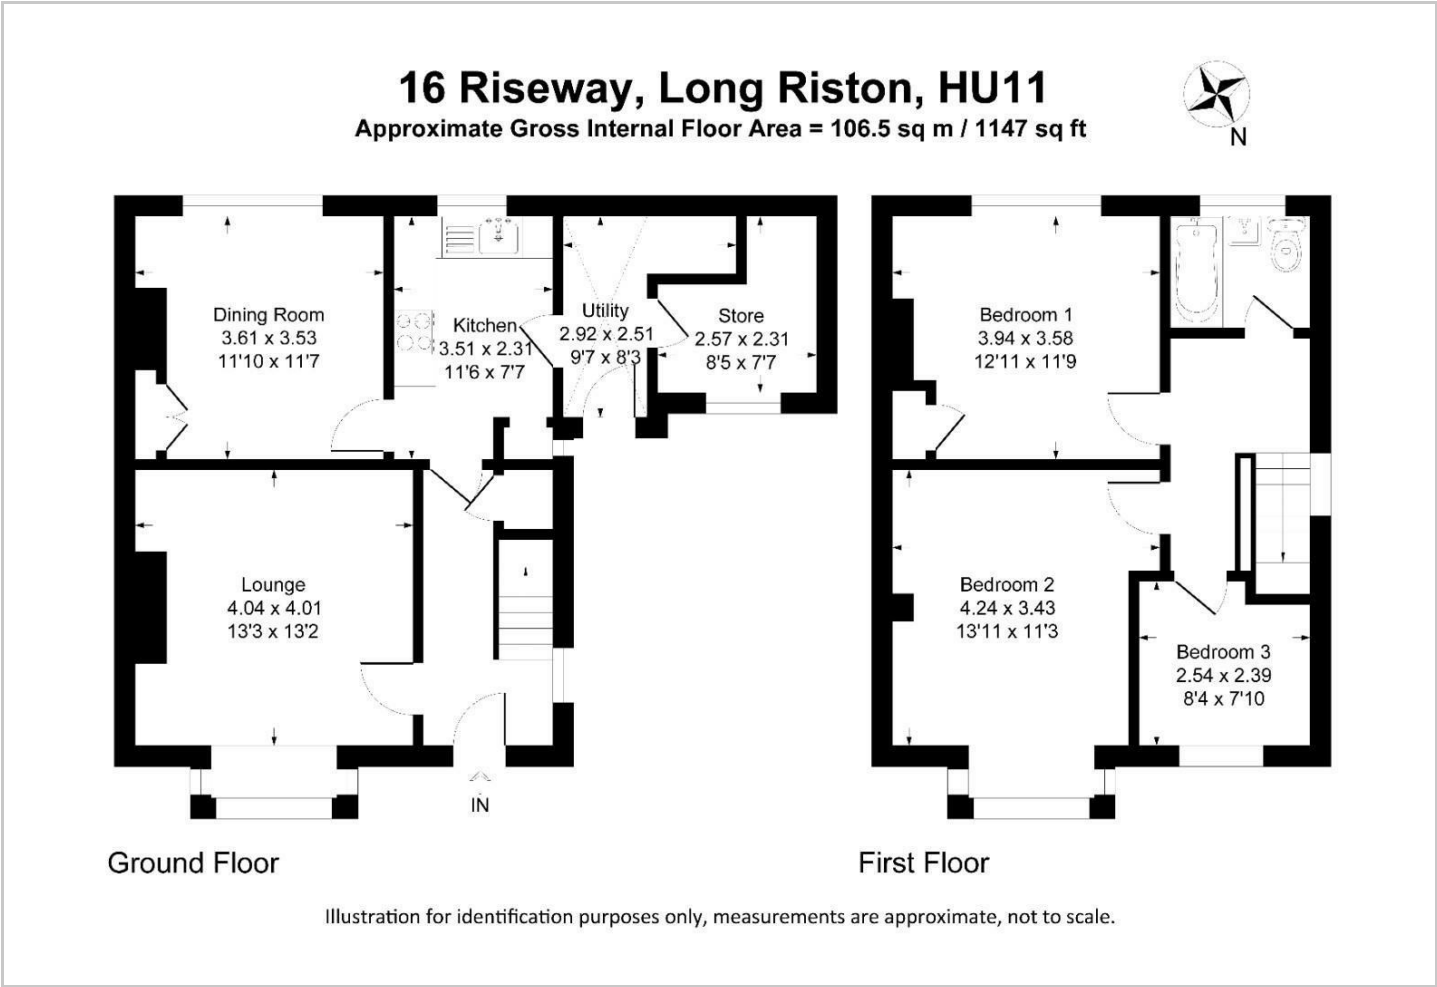 16 Riseway, Long Riston, HU11
Approximate Gross Internal Floor Area = 106.5 sq m / 1147 sq ft
N
Dining Room
3.61 x 3.53
11'10 x 11'7
Kitchen
3.51 x 2.31
11'6 x 7'7
Utility
2.92 x 2.51
9'7 x 8'3
Store
2.57 x 2.31
8'5 x 7'7
Lounge
4.04 x 4.01
13'3 x 13'2
IN
Ground Floor
Bedroom 1
3.94 x 3.58
12'11 x 11'9
Bedroom 2
4.24 x 3.43
13'11 x 11'3
Bedroom 3
2.54 x 2.39
8'4 x 7'10
First Floor
Illustration for identification purposes only, measurements are approximate, not to scale.